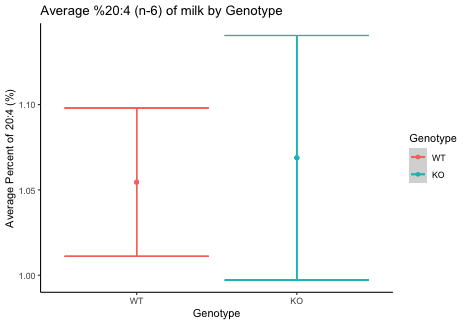 Average %20:4 (n-6) of milk by Genotype
Average Percent of 20:4 (%)
1.10
1.05
1.00
WT
KO
Genotype
Genotype
WT
KO